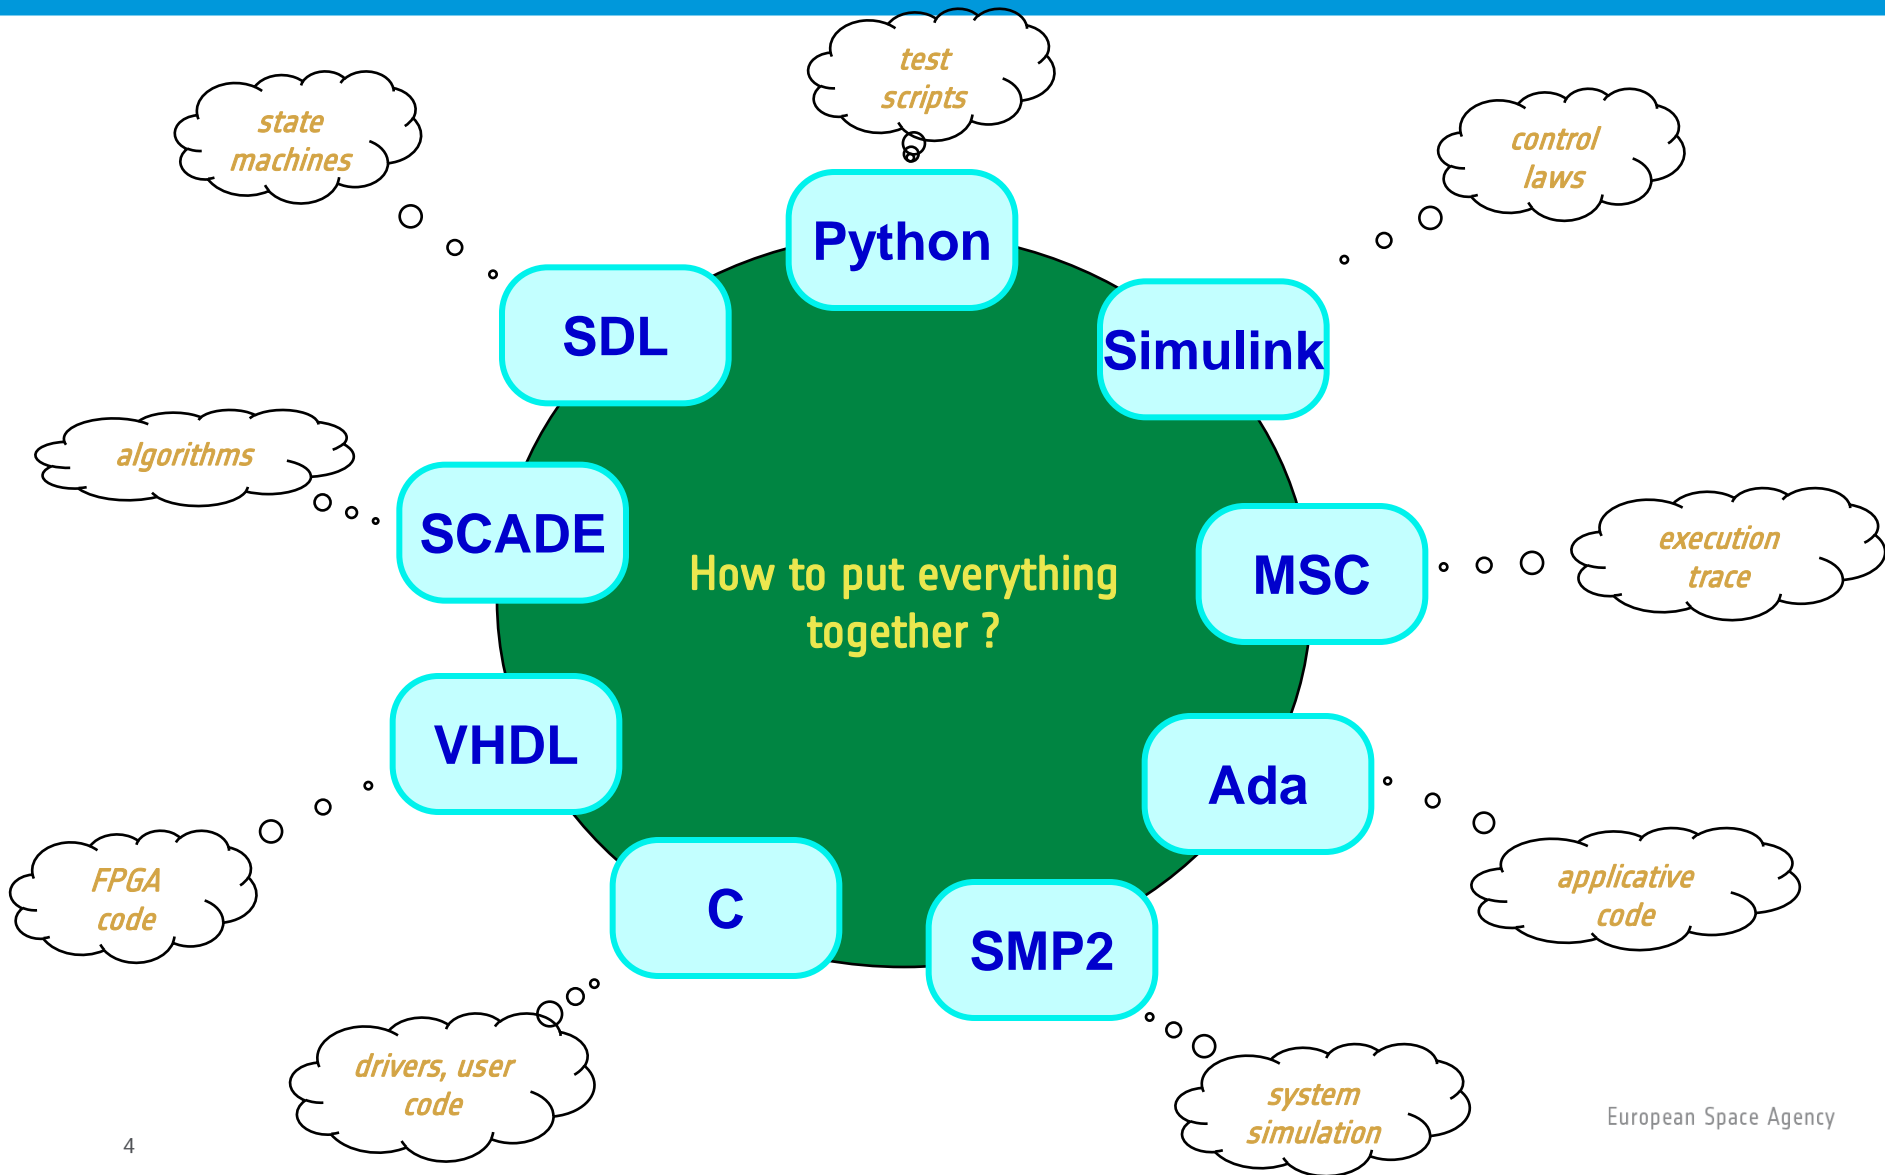 test
scripts
state
machines
control
laws
Python
SDL
Simulink
algorithms
SCADE
MSC
execution
trace
How to put everything
together ?
VHDL
Ada
FPGA
code
C
SMP2
applicative
code
drivers, user
code
system
simulation
European Space Agency
4